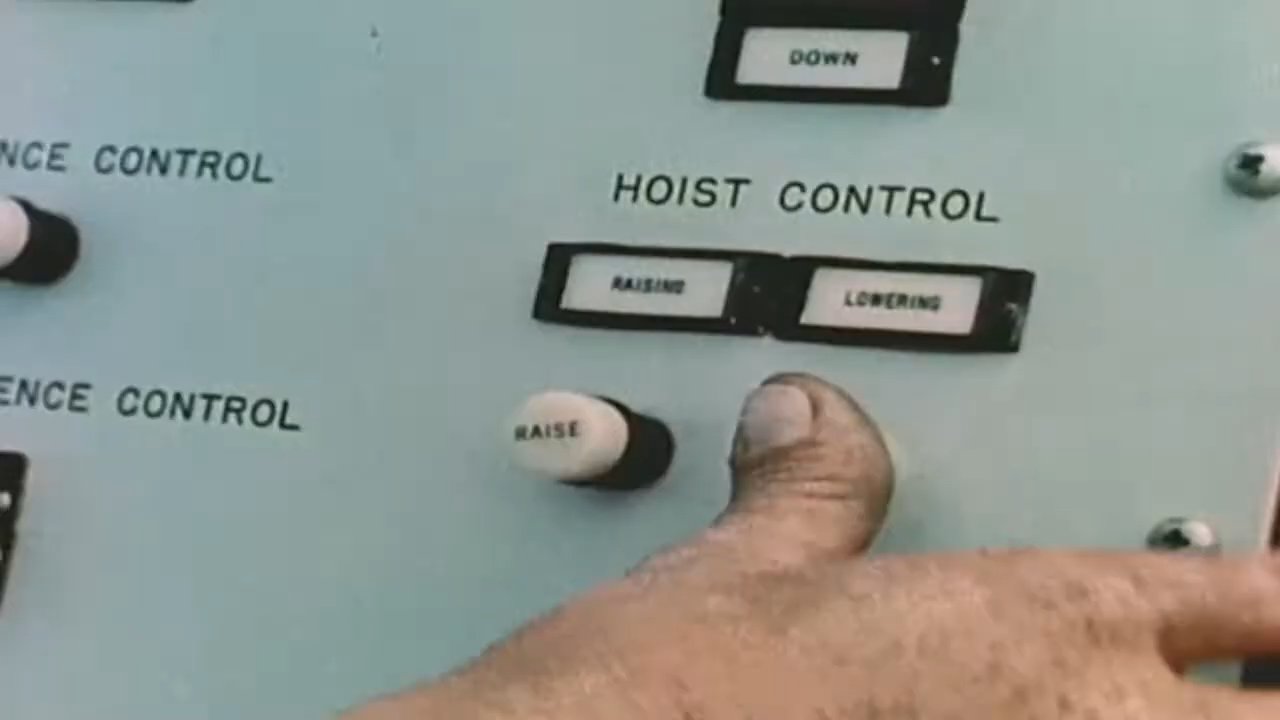 DOWN
NCE CONTROL
HOIST CONTROL
RAISING
LOWERING
ENCE CONTROL
RAISE